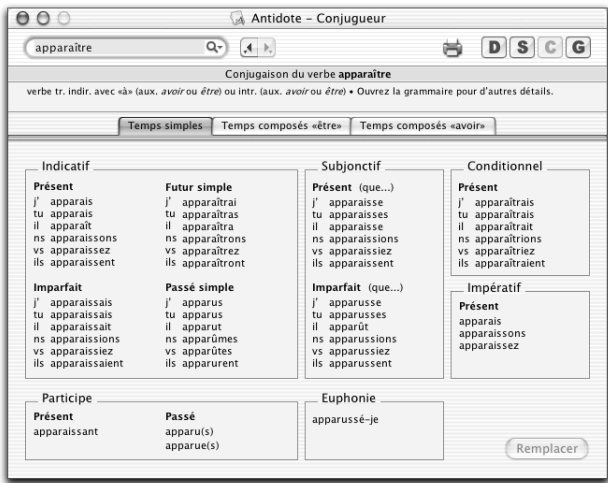 Antidote – Conjugueur
apparaître
D S C G
Conjugaison du verbe apparaître
verbe tr. indir. avec «à» (aux. avoir ou être) ou intr. (aux. avoir ou être) • Ouvrez la grammaire pour d'autres détails.
Temps simples Temps composés «être» Temps composés «avoir»
Indicatif
Présent
j' apparais
tu apparais
il apparaît
ns apparaissons
vs apparaissez
ils apparaissent
Futur simple
j' apparaîtrai
tu apparaîtras
il apparaîtra
ns apparaîtrons
vs apparaîtrez
ils apparaîtront
Imparfait
j' apparaissais
tu apparaissais
il apparaissait
ns apparaissions
vs apparaissiez
ils apparaissaient
Passé simple
j' apparus
tu apparus
il apparut
ns apparûmes
vs apparûtes
ils apparurent
Subjonctif
Présent (que...)
j' apparaisse
tu apparaisses
il apparaisse
ns apparaissions
vs apparaissiez
ils apparaissent
Imparfait (que...)
j' apparusse
tu apparusses
il apparût
ns apparussions
vs apparussiez
ils apparussent
Conditionnel
Présent
j' apparaîtrais
tu apparaîtrais
il apparaîtrait
ns apparaîtrions
vs apparaîtriez
ils apparaîtraient
Impératif
Présent
apparais
apparaissons
apparaissez
Participe
Présent
apparaissant
Passé
apparu(s)
apparue(s)
Euphonie
apparussé-je
Remplacer